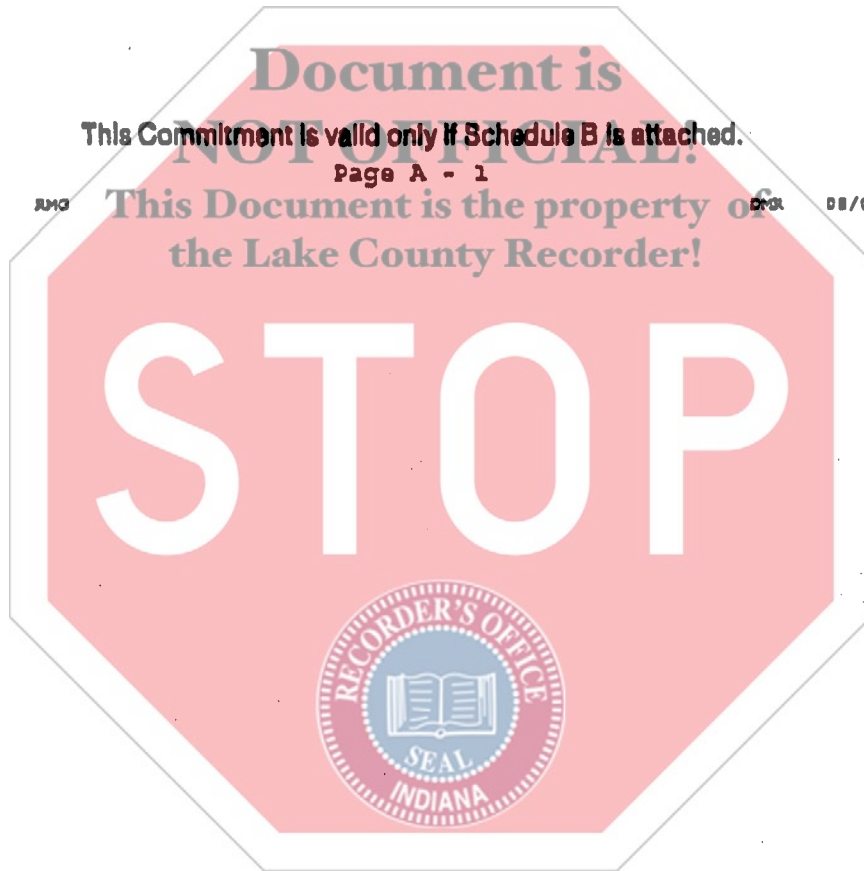 Document is
This Commitment is valid only if Schedule B is attached.
NOT OFFICIAL!
Page A - 1
This Document is the property of
the Lake County Recorder!
STOP
RECORDER'S OFFICE
SEAL
INDIANA